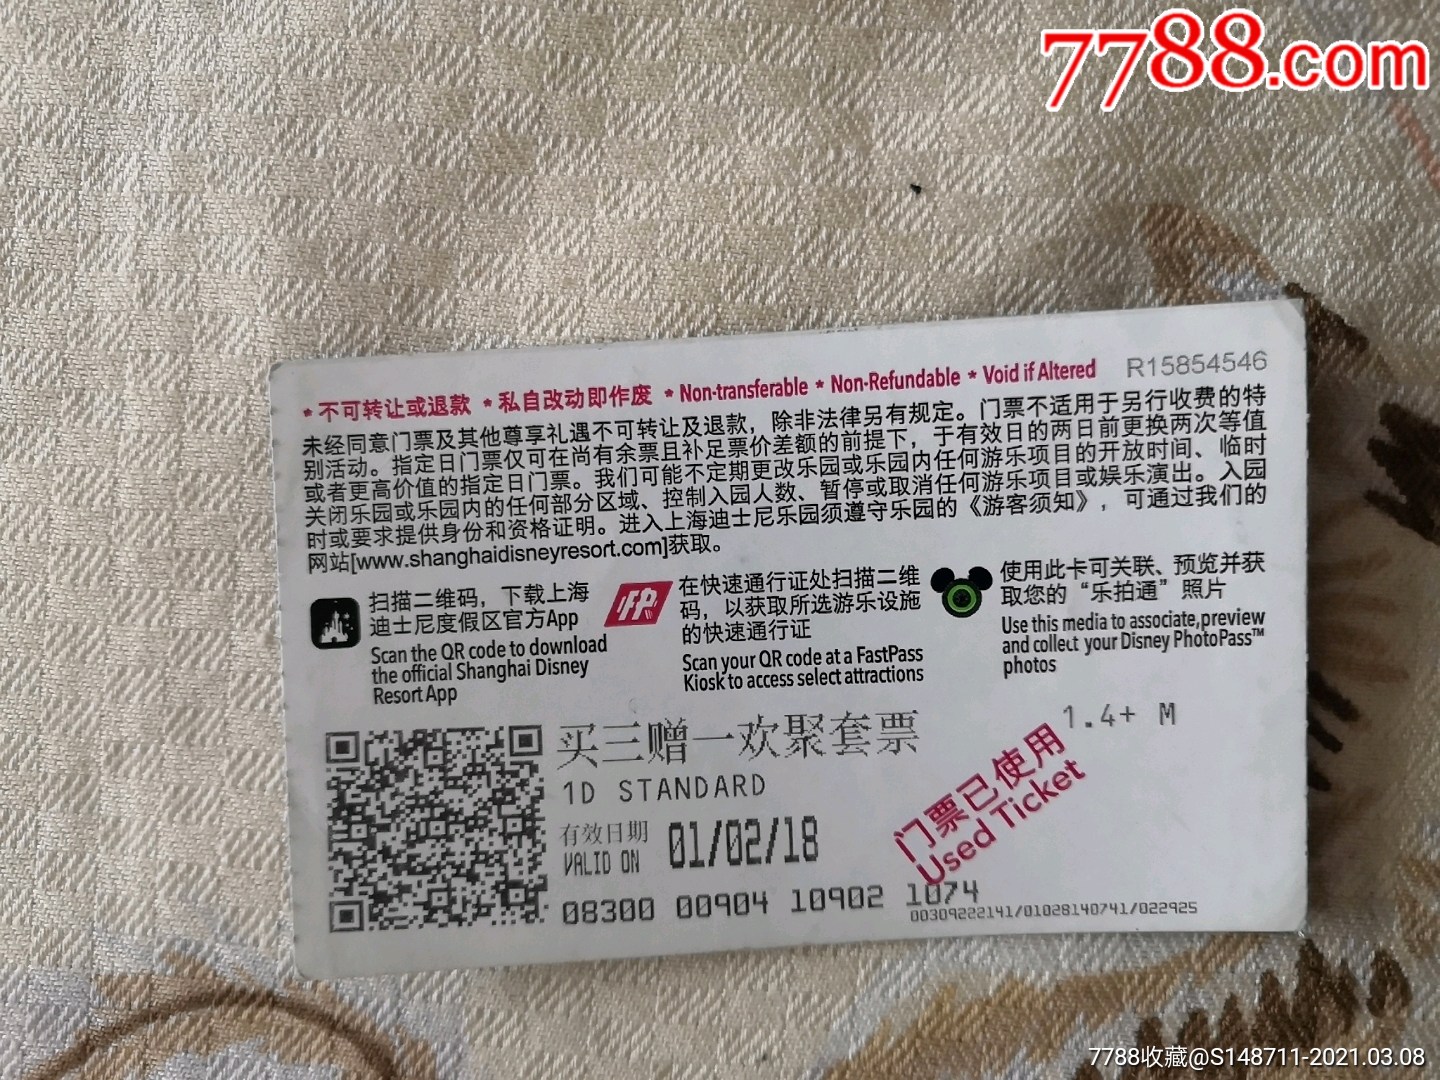 7788.com
* 不可转让或退款 * 私自改动即作废 * Non-transferable * Non-Refundable * Void if Altered R15854546
未经同意门票及其他尊享礼遇不可转让及退款，除非法律另有规定。门票不适用于另行收费的特
别活动。指定日门票仅可在尚有余票且补足票价差额的前提下，于有效日的两日前更换两次等值
或者更高价值的指定日门票。我们可能不定期更改乐园或乐园内任何游乐项目的开放时间、临时
关闭乐园或乐园内的任何部分区域、控制入园人数、暂停或取消任何游乐项目或娱乐演出。入园
时或要求提供身份和资格证明。进入上海迪士尼乐园须遵守乐园的《游客须知》，可通过我们的
网站[www.shanghaidisneyresort.com]获取。
扫描二维码，下载上海
迪士尼度假区官方App
Scan the QR code to download
the official Shanghai Disney
Resort App
FP
在快速通行证处扫描二维
码，以获取所选游乐设施
的快速通行证
Scan your QR code at a FastPass
Kiosk to access select attractions
使用此卡可关联、预览并获
取您的“乐拍通”照片
Use this media to associate,preview
and collect your Disney PhotoPass™
photos
买三赠一欢聚套票
1.4+ M
1D STANDARD
有效日期
VALID ON 01/02/18
门票已使用
Used Ticket
08300 00904 10902 1074
00309222141/01028140741/022925
7788收藏@S148711-2021.03.08